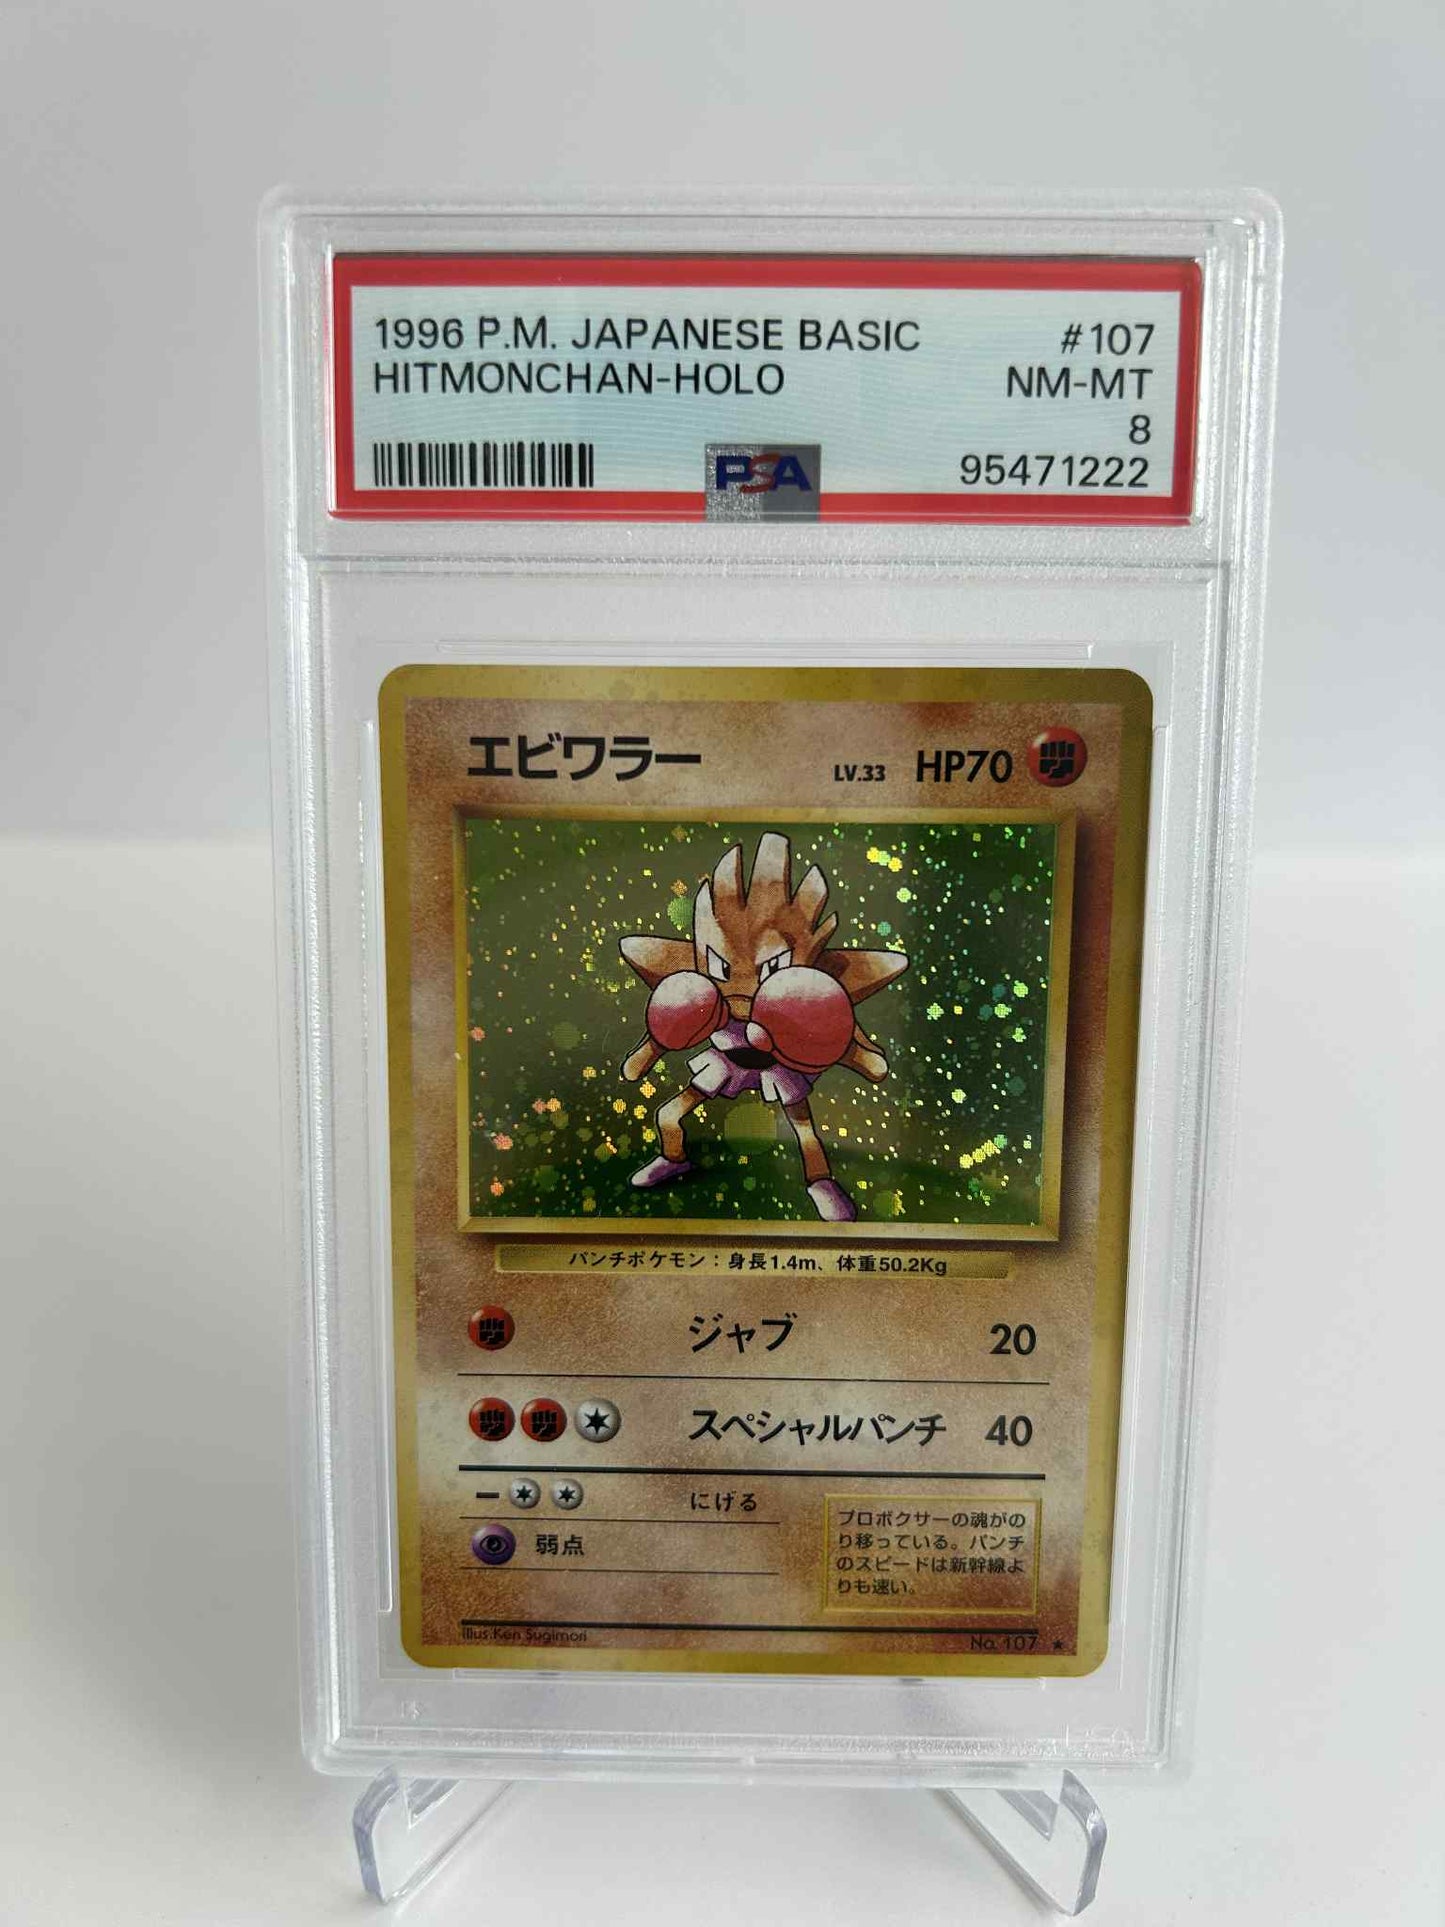 1996 P.M. JAPANESE BASIC #107
HITMONCHAN-HOLO NM-MT
8
PSA 95471222
エビワラー LV.33 HP70
パンチポケモン：身長1.4m、体重50.2Kg
ジャブ 20
スペシャルパンチ 40
ー にげる
弱点
プロボクサーの魂がの
り移っている。パンチ
のスピードは新幹線よ
りも速い。
Illus.Ken Sugimori No. 107 ★